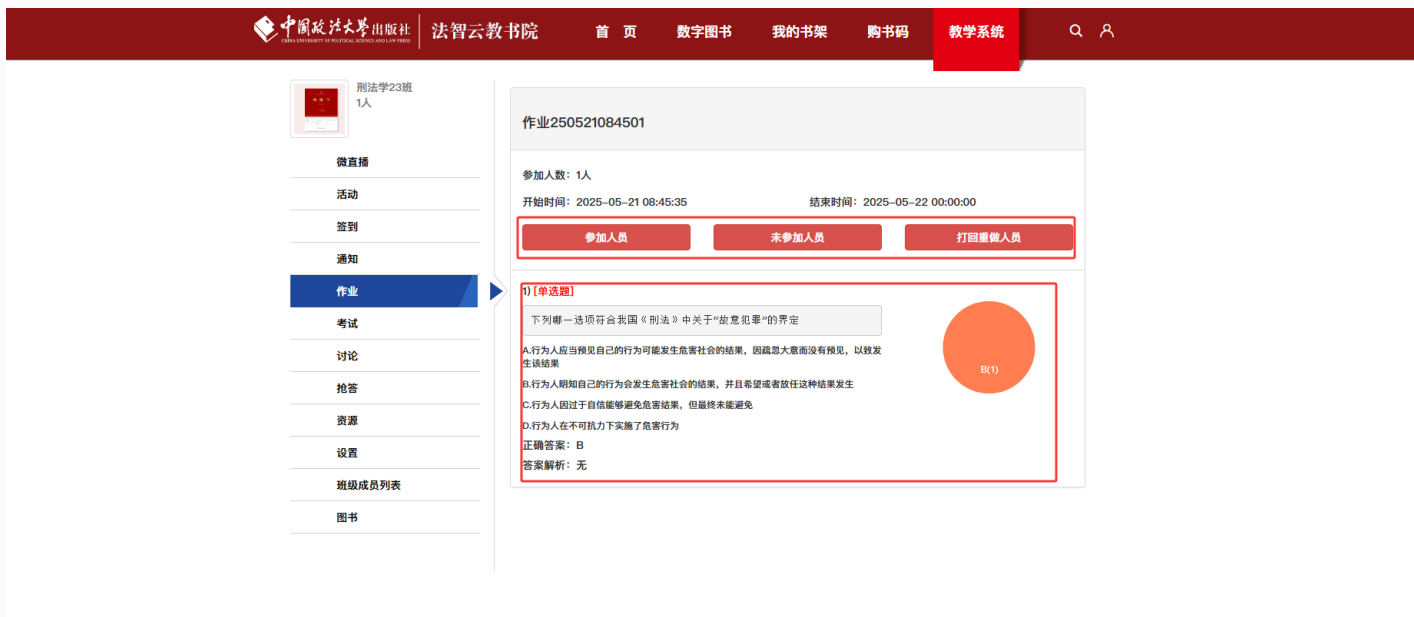 中国政法大学出版社
CHINA UNIVERSITY OF POLITICAL SCIENCE AND LAW PRESS
法智云教书院
首 页
数字图书
我的书架
购书码
教学系统
刑法学23班
1人
微直播
活动
签到
通知
作业
考试
讨论
抢答
资源
设置
班级成员列表
图书
作业250521084501
参加人数：1人
开始时间：2025-05-21 08:45:35
结束时间：2025-05-22 00:00:00
参加人员
未参加人员
打回重做人员
1) [单选题]
下列哪一选项符合我国《刑法》中关于“故意犯罪”的界定
A.行为人应当预见自己的行为可能发生危害社会的结果，因疏忽大意而没有预见，以致发
生该结果
B.行为人明知自己的行为会发生危害社会的结果，并且希望或者放任这种结果发生
C.行为人因过于自信能够避免危害结果，但最终未能避免
D.行为人在不可抗力下实施了危害行为
正确答案：B
答案解析：无
B(1)